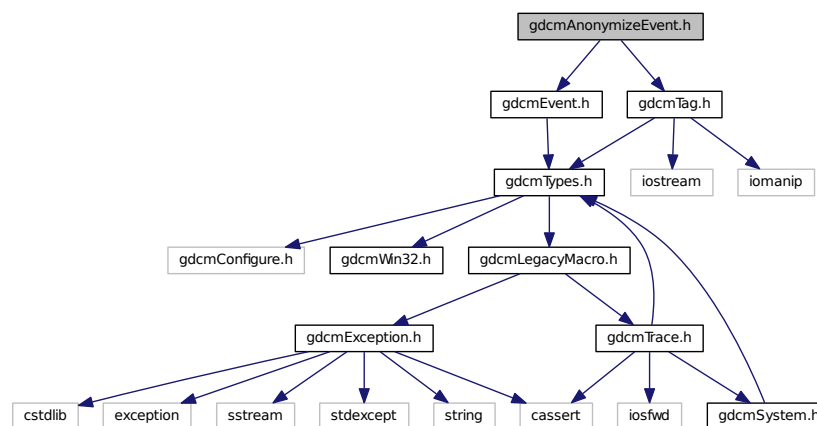 gdcmAnonymizeEvent.h
gdcmEvent.h
gdcmTag.h
gdcmTypes.h
iostream
iomanip
gdcmConfigure.h
gdcmWin32.h
gdcmLegacyMacro.h
gdcmException.h
gdcmTrace.h
cstdlib
exception
sstream
stdexcept
string
cassert
iosfwd
gdcmSystem.h